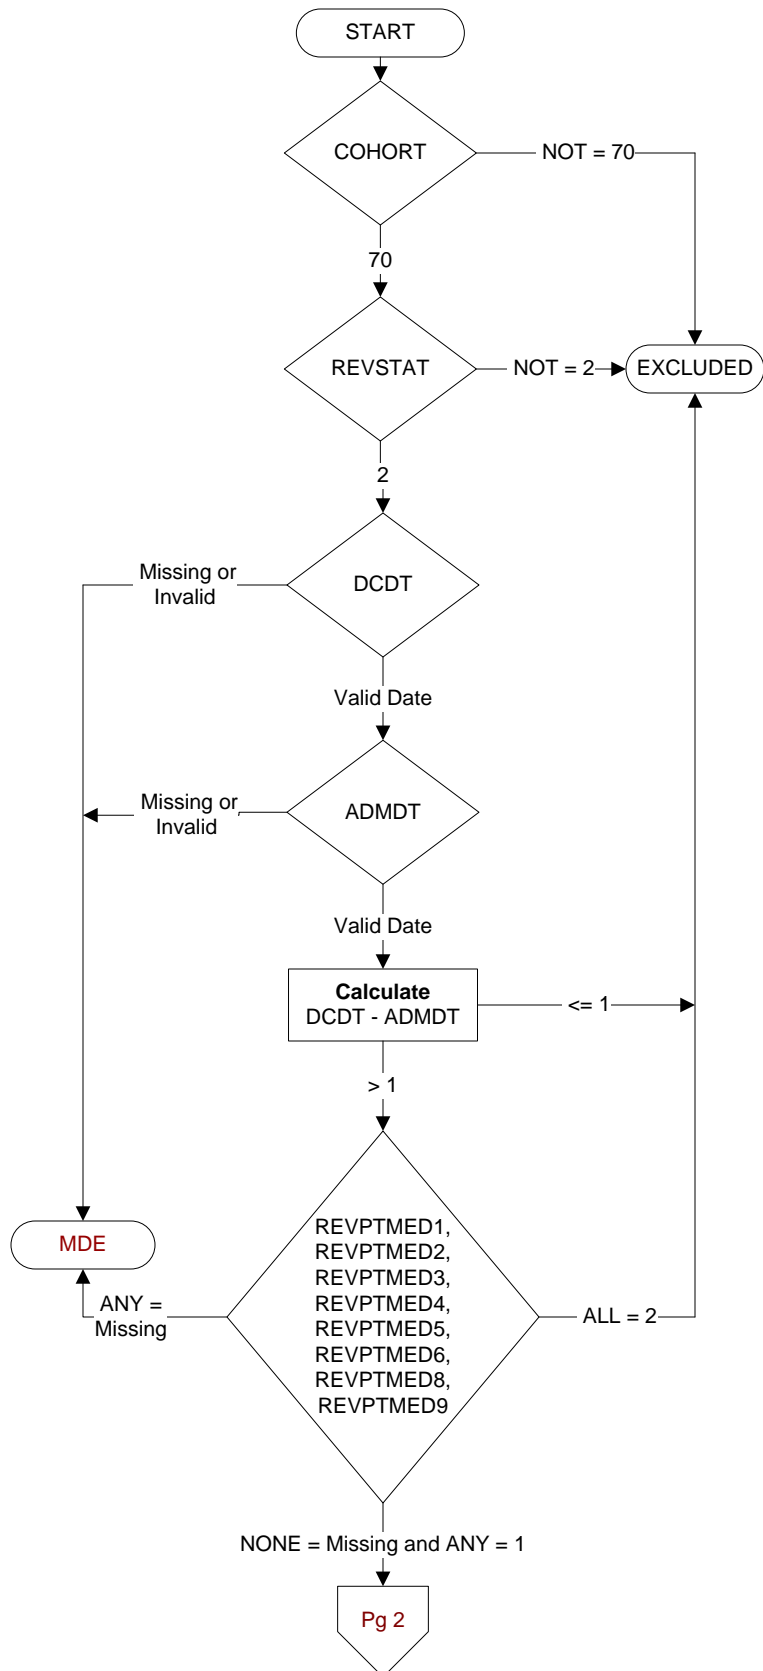 START
COHORT
NOT = 70
70
REVSTAT
NOT = 2
EXCLUDED
2
Missing or
Invalid
DCDT
Valid Date
Missing or
Invalid
ADMDT
Valid Date
Calculate
DCDT - ADMDT
<= 1
> 1
MDE
REVPTMED1,
REVPTMED2,
REVPTMED3,
REVPTMED4,
REVPTMED5,
REVPTMED6,
REVPTMED8,
REVPTMED9
ANY =
Missing
ALL = 2
NONE = Missing and ANY = 1
Pg 2